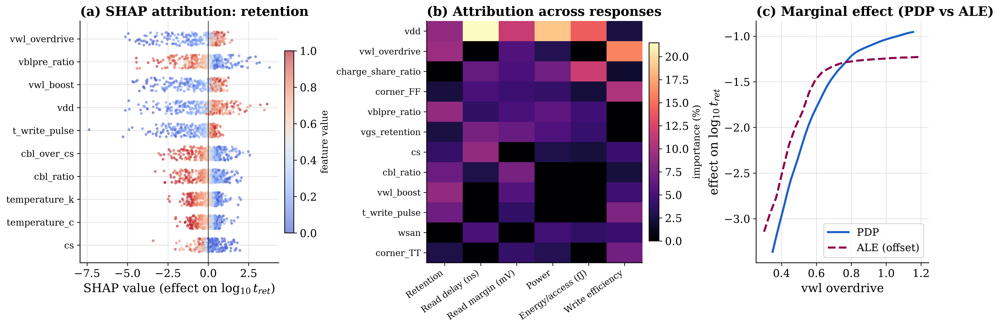 (a) SHAP attribution: retention
vwl_overdrive
vblpre_ratio
vwl_boost
vdd
t_write_pulse
cbl_over_cs
cbl_ratio
temperature_k
temperature_c
cs
−7.5 −5.0 −2.5 0.0 2.5
SHAP value (effect on log₁₀ t_ret)
1.0
0.8
0.6
0.4
0.2
0.0
feature value
(b) Attribution across responses
vdd
vwl_overdrive
charge_share_ratio
corner_FF
vblpre_ratio
vgs_retention
cs
cbl_ratio
vwl_boost
t_write_pulse
wsan
corner_TT
Retention
Read delay (ns)
Read margin (mV)
Power
Energy/access (fJ)
Write efficiency
20.0
17.5
15.0
12.5
10.0
7.5
5.0
2.5
0.0
importance (%)
(c) Marginal effect (PDP vs ALE)
−1.0
−1.5
−2.0
−2.5
−3.0
effect on log₁₀ t_ret
PDP
ALE (offset)
0.4 0.6 0.8 1.0 1.2
vwl overdrive